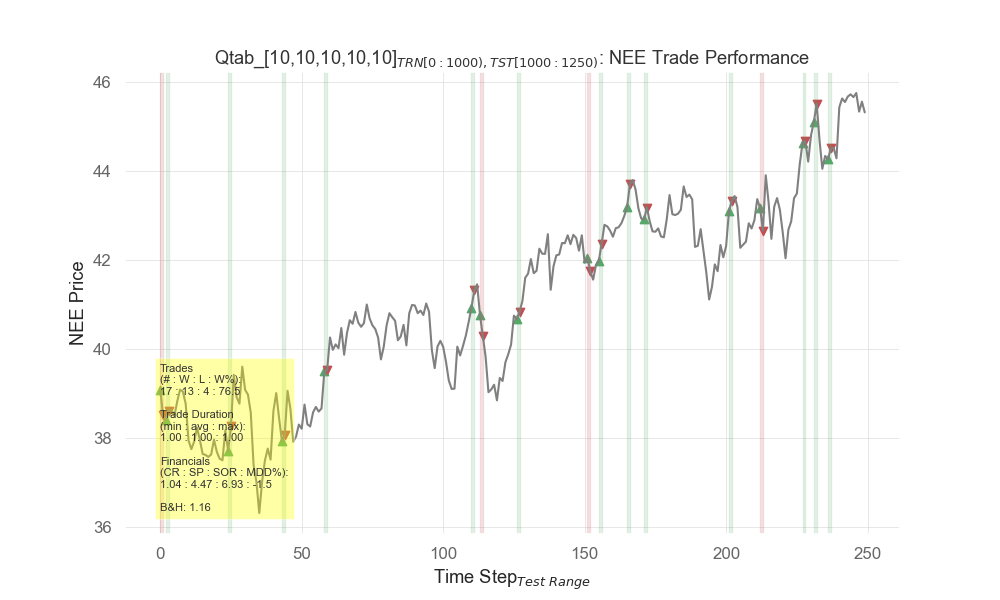 Qtab_[10,10,10,10,10]TRN[0 : 1000), TST[1000 : 1250): NEE Trade Performance
46
44
42
40
38
36
NEE Price
Trades
(# : W : L : W%):
17 : 13 : 4 : 76.5
Trade Duration
(min : avg : max):
1.00 : 1.00 : 1.00
Financials
(CR : SP : SOR : MDD%):
1.04 : 4.47 : 6.93 : -1.5
B&H: 1.16
0 50 100 150 200 250
Time StepTest Range